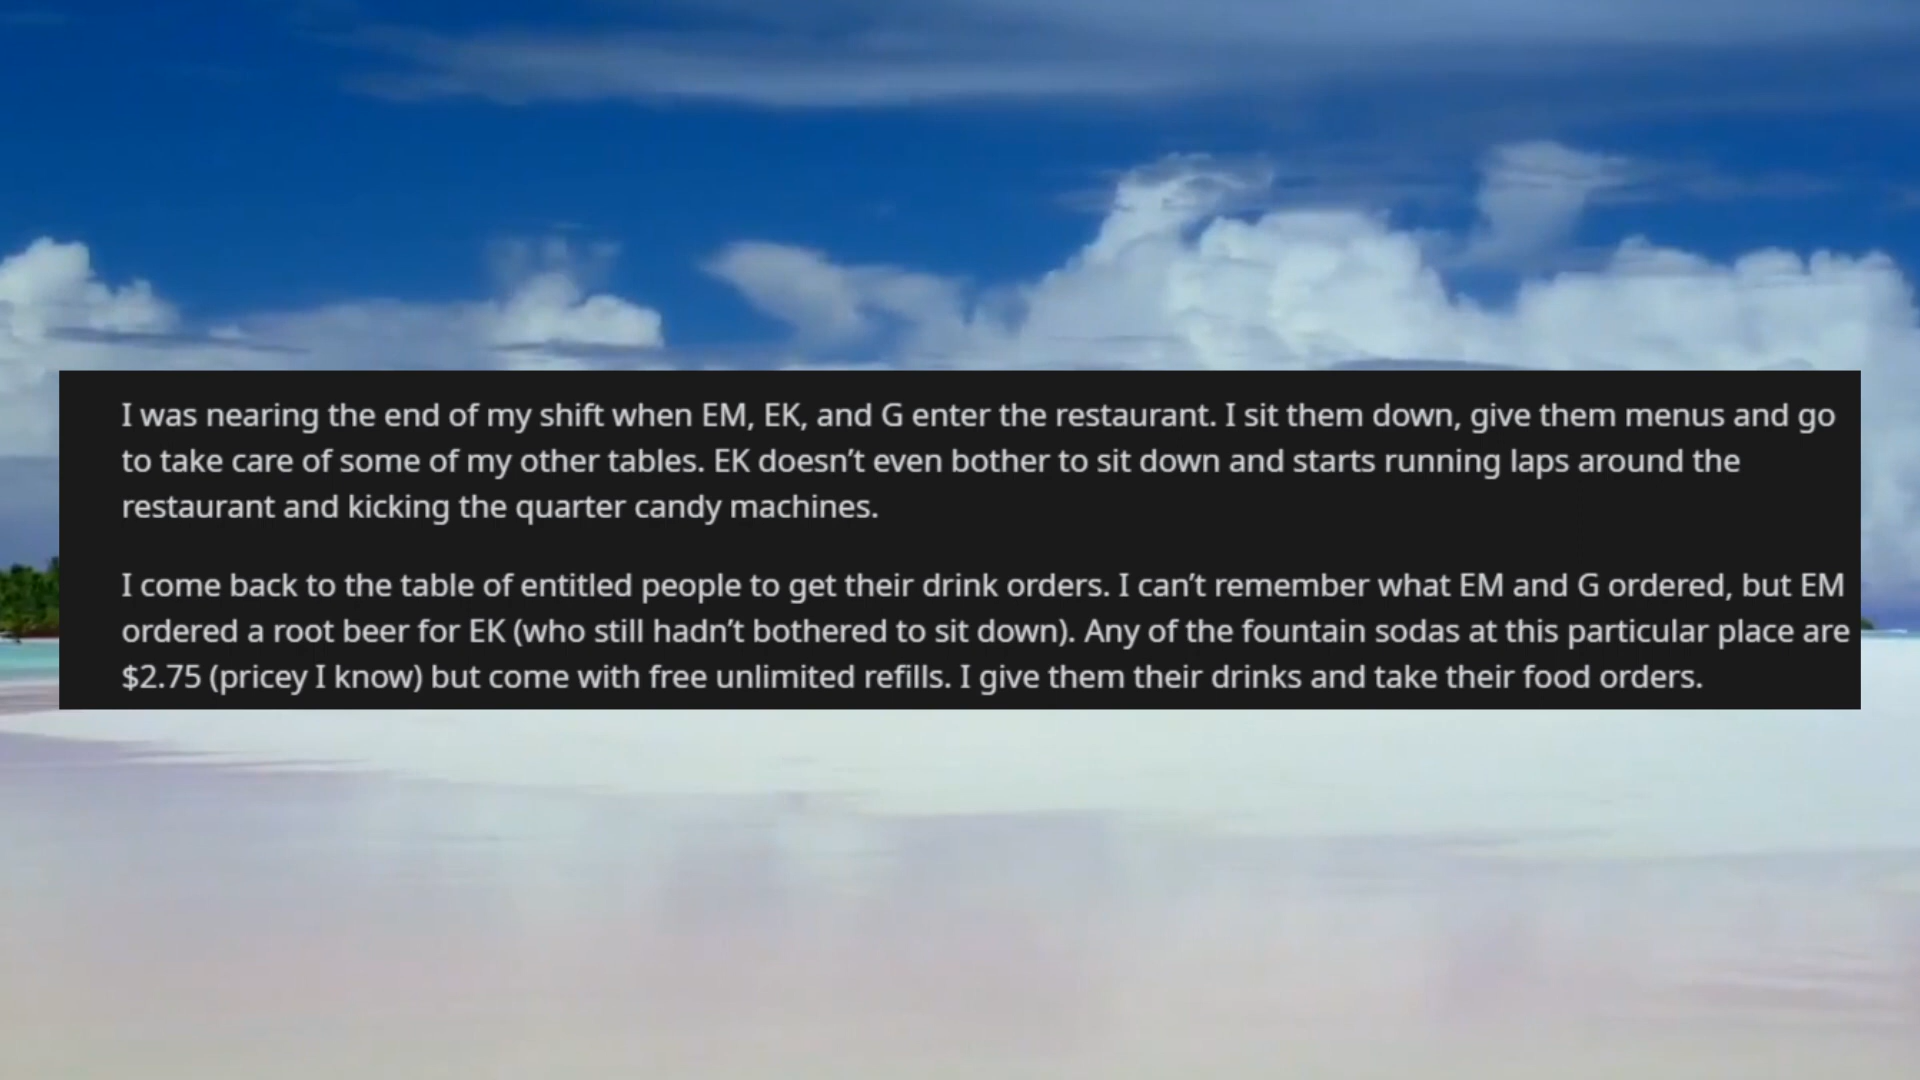 I was nearing the end of my shift when EM, EK, and G enter the restaurant. I sit them down, give them menus and go
to take care of some of my other tables. EK doesn’t even bother to sit down and starts running laps around the
restaurant and kicking the quarter candy machines.
I come back to the table of entitled people to get their drink orders. I can’t remember what EM and G ordered, but EM
ordered a root beer for EK (who still hadn’t bothered to sit down). Any of the fountain sodas at this particular place are
$2.75 (pricey I know) but come with free unlimited refills. I give them their drinks and take their food orders.